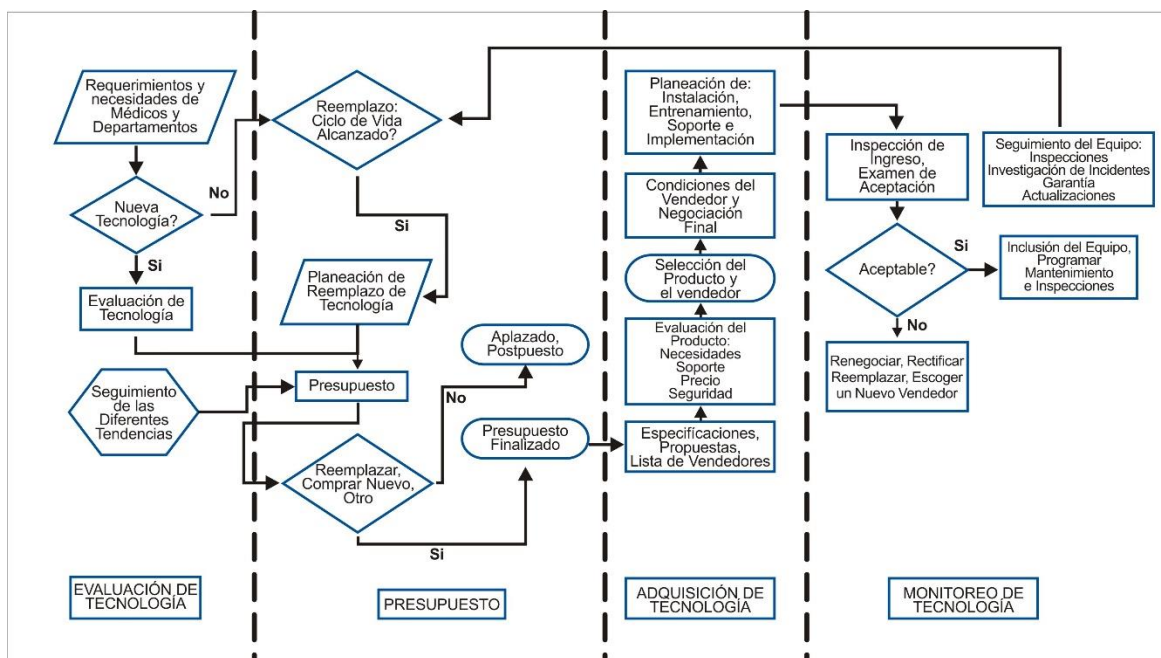 Requerimientos y
necesidades de
Médicos y
Departamentos
Nueva
Tecnología?
No
Si
Evaluación de
Tecnología
Seguimiento
de las
Diferentes
Tendencias
EVALUACIÓN DE
TECNOLOGÍA
Reemplazo:
Ciclo de Vida
Alcanzado?
Si
Planeación de
Reemplazo de
Tecnología
Presupuesto
Reemplazar,
Comprar Nuevo,
Otro
No
Si
Aplazado,
Postpuesto
Presupuesto
Finalizado
PRESUPUESTO
Planeación de:
Instalación,
Entrenamiento,
Soporte e
Implementación
Condiciones del
Vendedor y
Negociación
Final
Selección del
Producto y
el vendedor
Evaluación del
Producto:
Necesidades
Soporte
Precio
Seguridad
Especificaciones,
Propuestas,
Lista de Vendedores
ADQUISICIÓN DE
TECNOLOGÍA
Inspección de
Ingreso,
Examen de
Aceptación
Aceptable?
Si
No
Renegociar, Rectificar
Reemplazar, Escoger
un Nuevo Vendedor
Seguimiento del Equipo:
Inspecciones
Investigación de Incidentes
Garantía
Actualizaciones
Inclusión del Equipo,
Programar
Mantenimiento
e Inspecciones
MONITOREO DE
TECNOLOGÍA